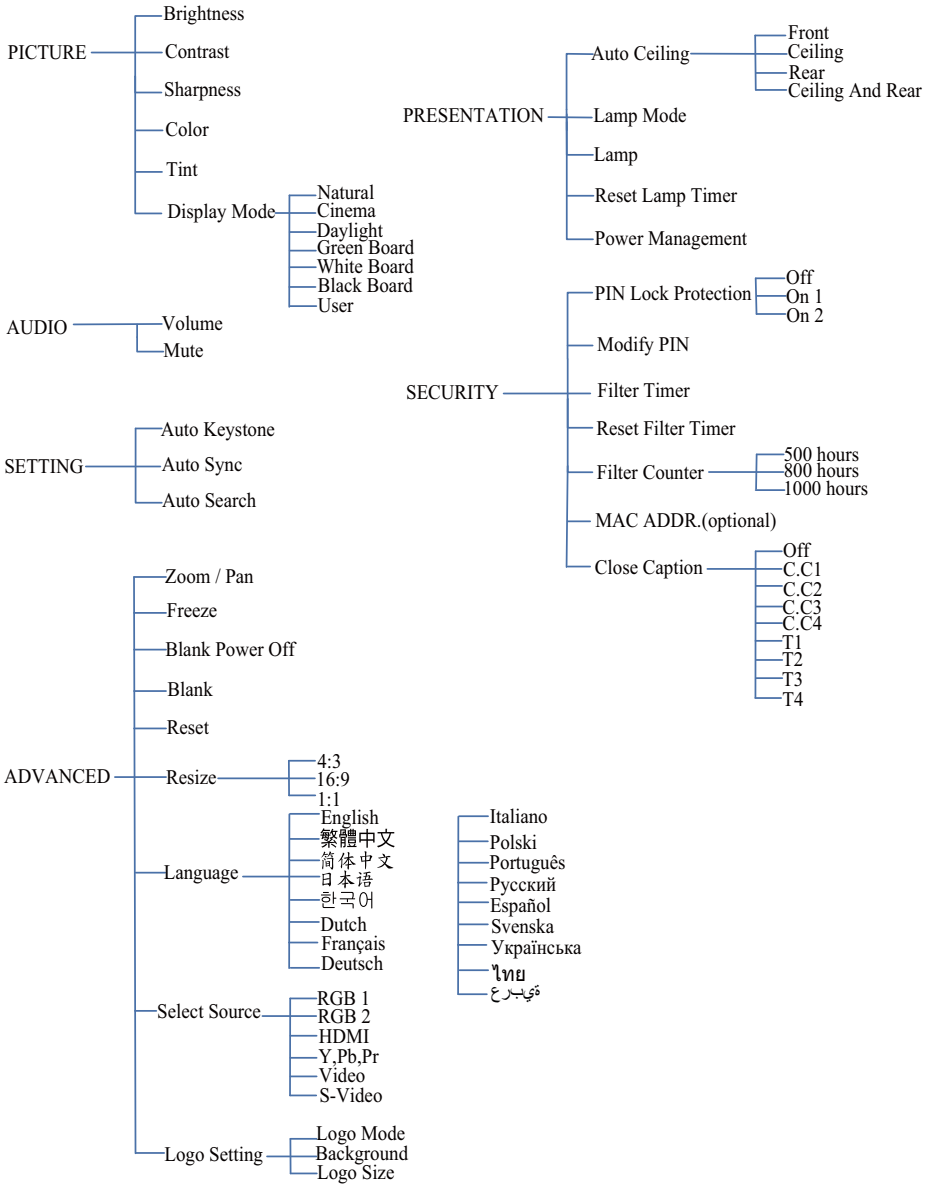 PICTURE
Brightness
Contrast
Sharpness
Color
Tint
Display Mode
Natural
Cinema
Daylight
Green Board
White Board
Black Board
User
AUDIO
Volume
Mute
SETTING
Auto Keystone
Auto Sync
Auto Search
ADVANCED
Zoom / Pan
Freeze
Blank Power Off
Blank
Reset
Resize
4:3
16:9
1:1
Language
English
繁體中文
简体中文
日本语
한국어
Dutch
Français
Deutsch
Italiano
Polski
Português
Русский
Español
Svenska
Українська
ไทย
ةيبرع
Select Source
RGB 1
RGB 2
HDMI
Y,Pb,Pr
Video
S-Video
Logo Setting
Logo Mode
Background
Logo Size
PRESENTATION
Auto Ceiling
Front
Ceiling
Rear
Ceiling And Rear
Lamp Mode
Lamp
Reset Lamp Timer
Power Management
SECURITY
PIN Lock Protection
Off
On 1
On 2
Modify PIN
Filter Timer
Reset Filter Timer
Filter Counter
500 hours
800 hours
1000 hours
MAC ADDR.(optional)
Close Caption
Off
C.C1
C.C2
C.C3
C.C4
T1
T2
T3
T4